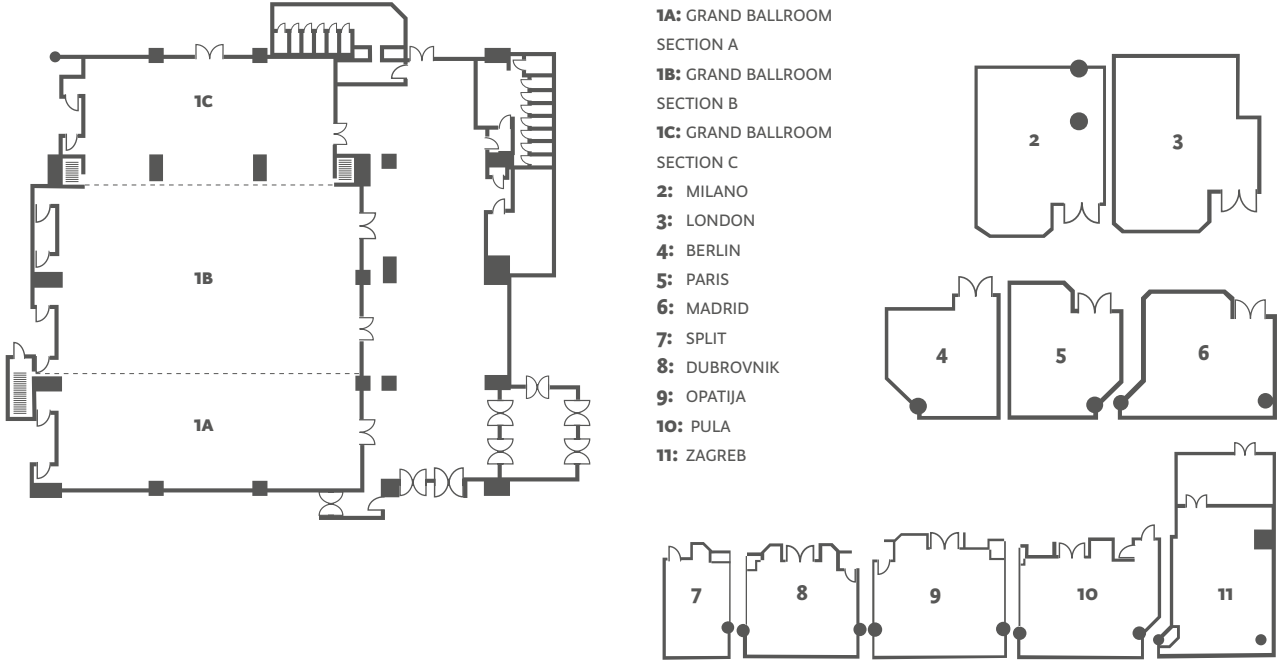 1C
1B
1A
1A: GRAND BALLROOM
SECTION A
1B: GRAND BALLROOM
SECTION B
1C: GRAND BALLROOM
SECTION C
2: MILANO
3: LONDON
4: BERLIN
5: PARIS
6: MADRID
7: SPLIT
8: DUBROVNIK
9: OPATIJA
10: PULA
11: ZAGREB
2
3
4
5
6
7
8
9
10
11